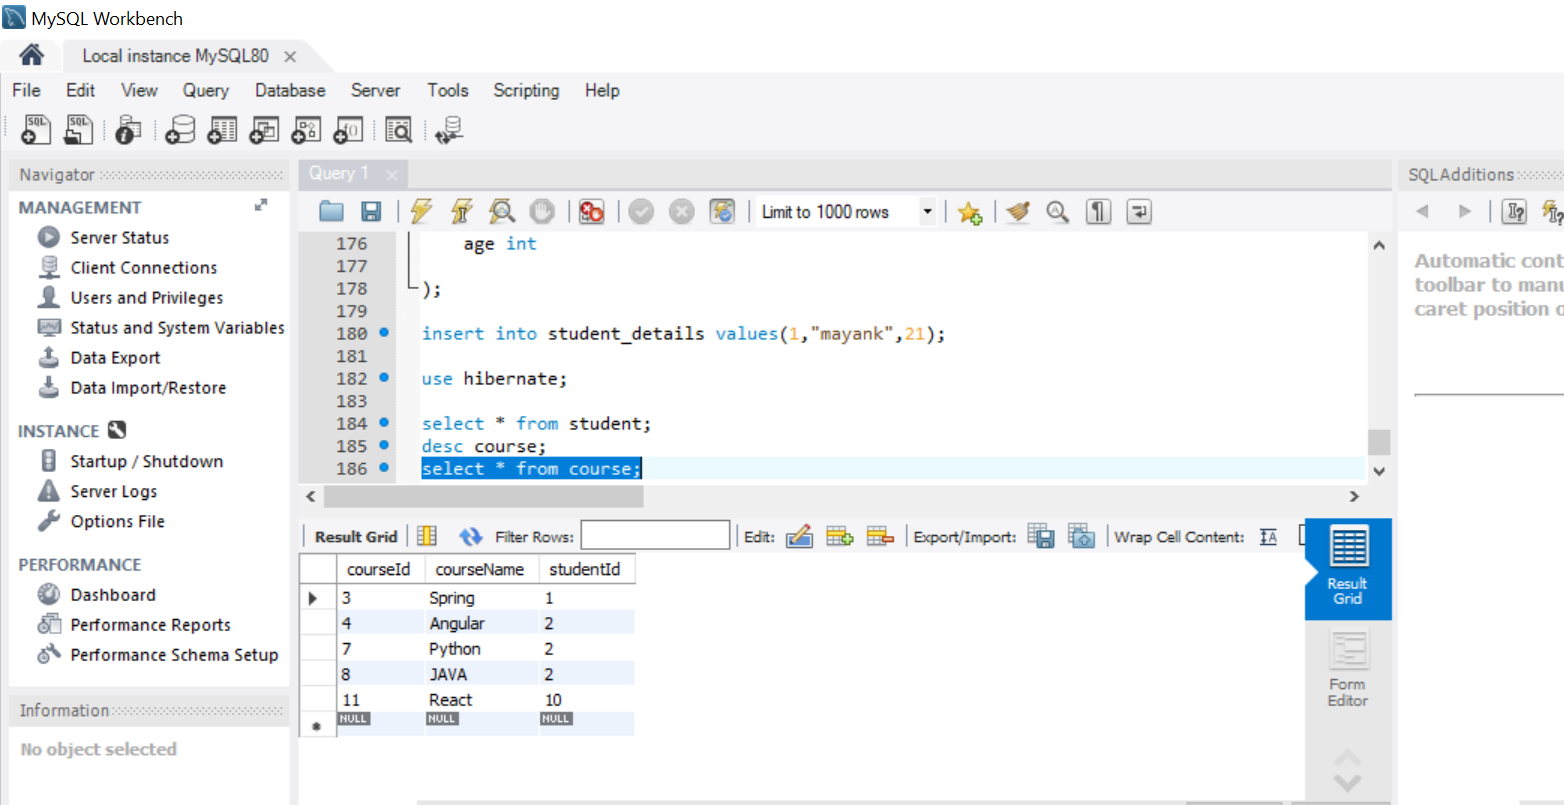 MySQL Workbench
Local instance MySQL80
File Edit View Query Database Server Tools Scripting Help
SQL SQL
Navigator
MANAGEMENT
Server Status
Client Connections
Users and Privileges
Status and System Variables
Data Export
Data Import/Restore
INSTANCE
Startup / Shutdown
Server Logs
Options File
PERFORMANCE
Dashboard
Performance Reports
Performance Schema Setup
Information
No object selected
Query 1
Limit to 1000 rows
176 age int
177
178 );
179
180 insert into student_details values(1,"mayank",21);
181
182 use hibernate;
183
184 select * from student;
185 desc course;
186 select * from course;
Result Grid Filter Rows: Edit: Export/Import: Wrap Cell Content: IA
courseId courseName studentId
3 Spring 1
4 Angular 2
7 Python 2
8 JAVA 2
11 React 10
NULL NULL NULL
Result
Grid
Form
Editor
SQLAdditions
Automatic cont
toolbar to manu
caret position o